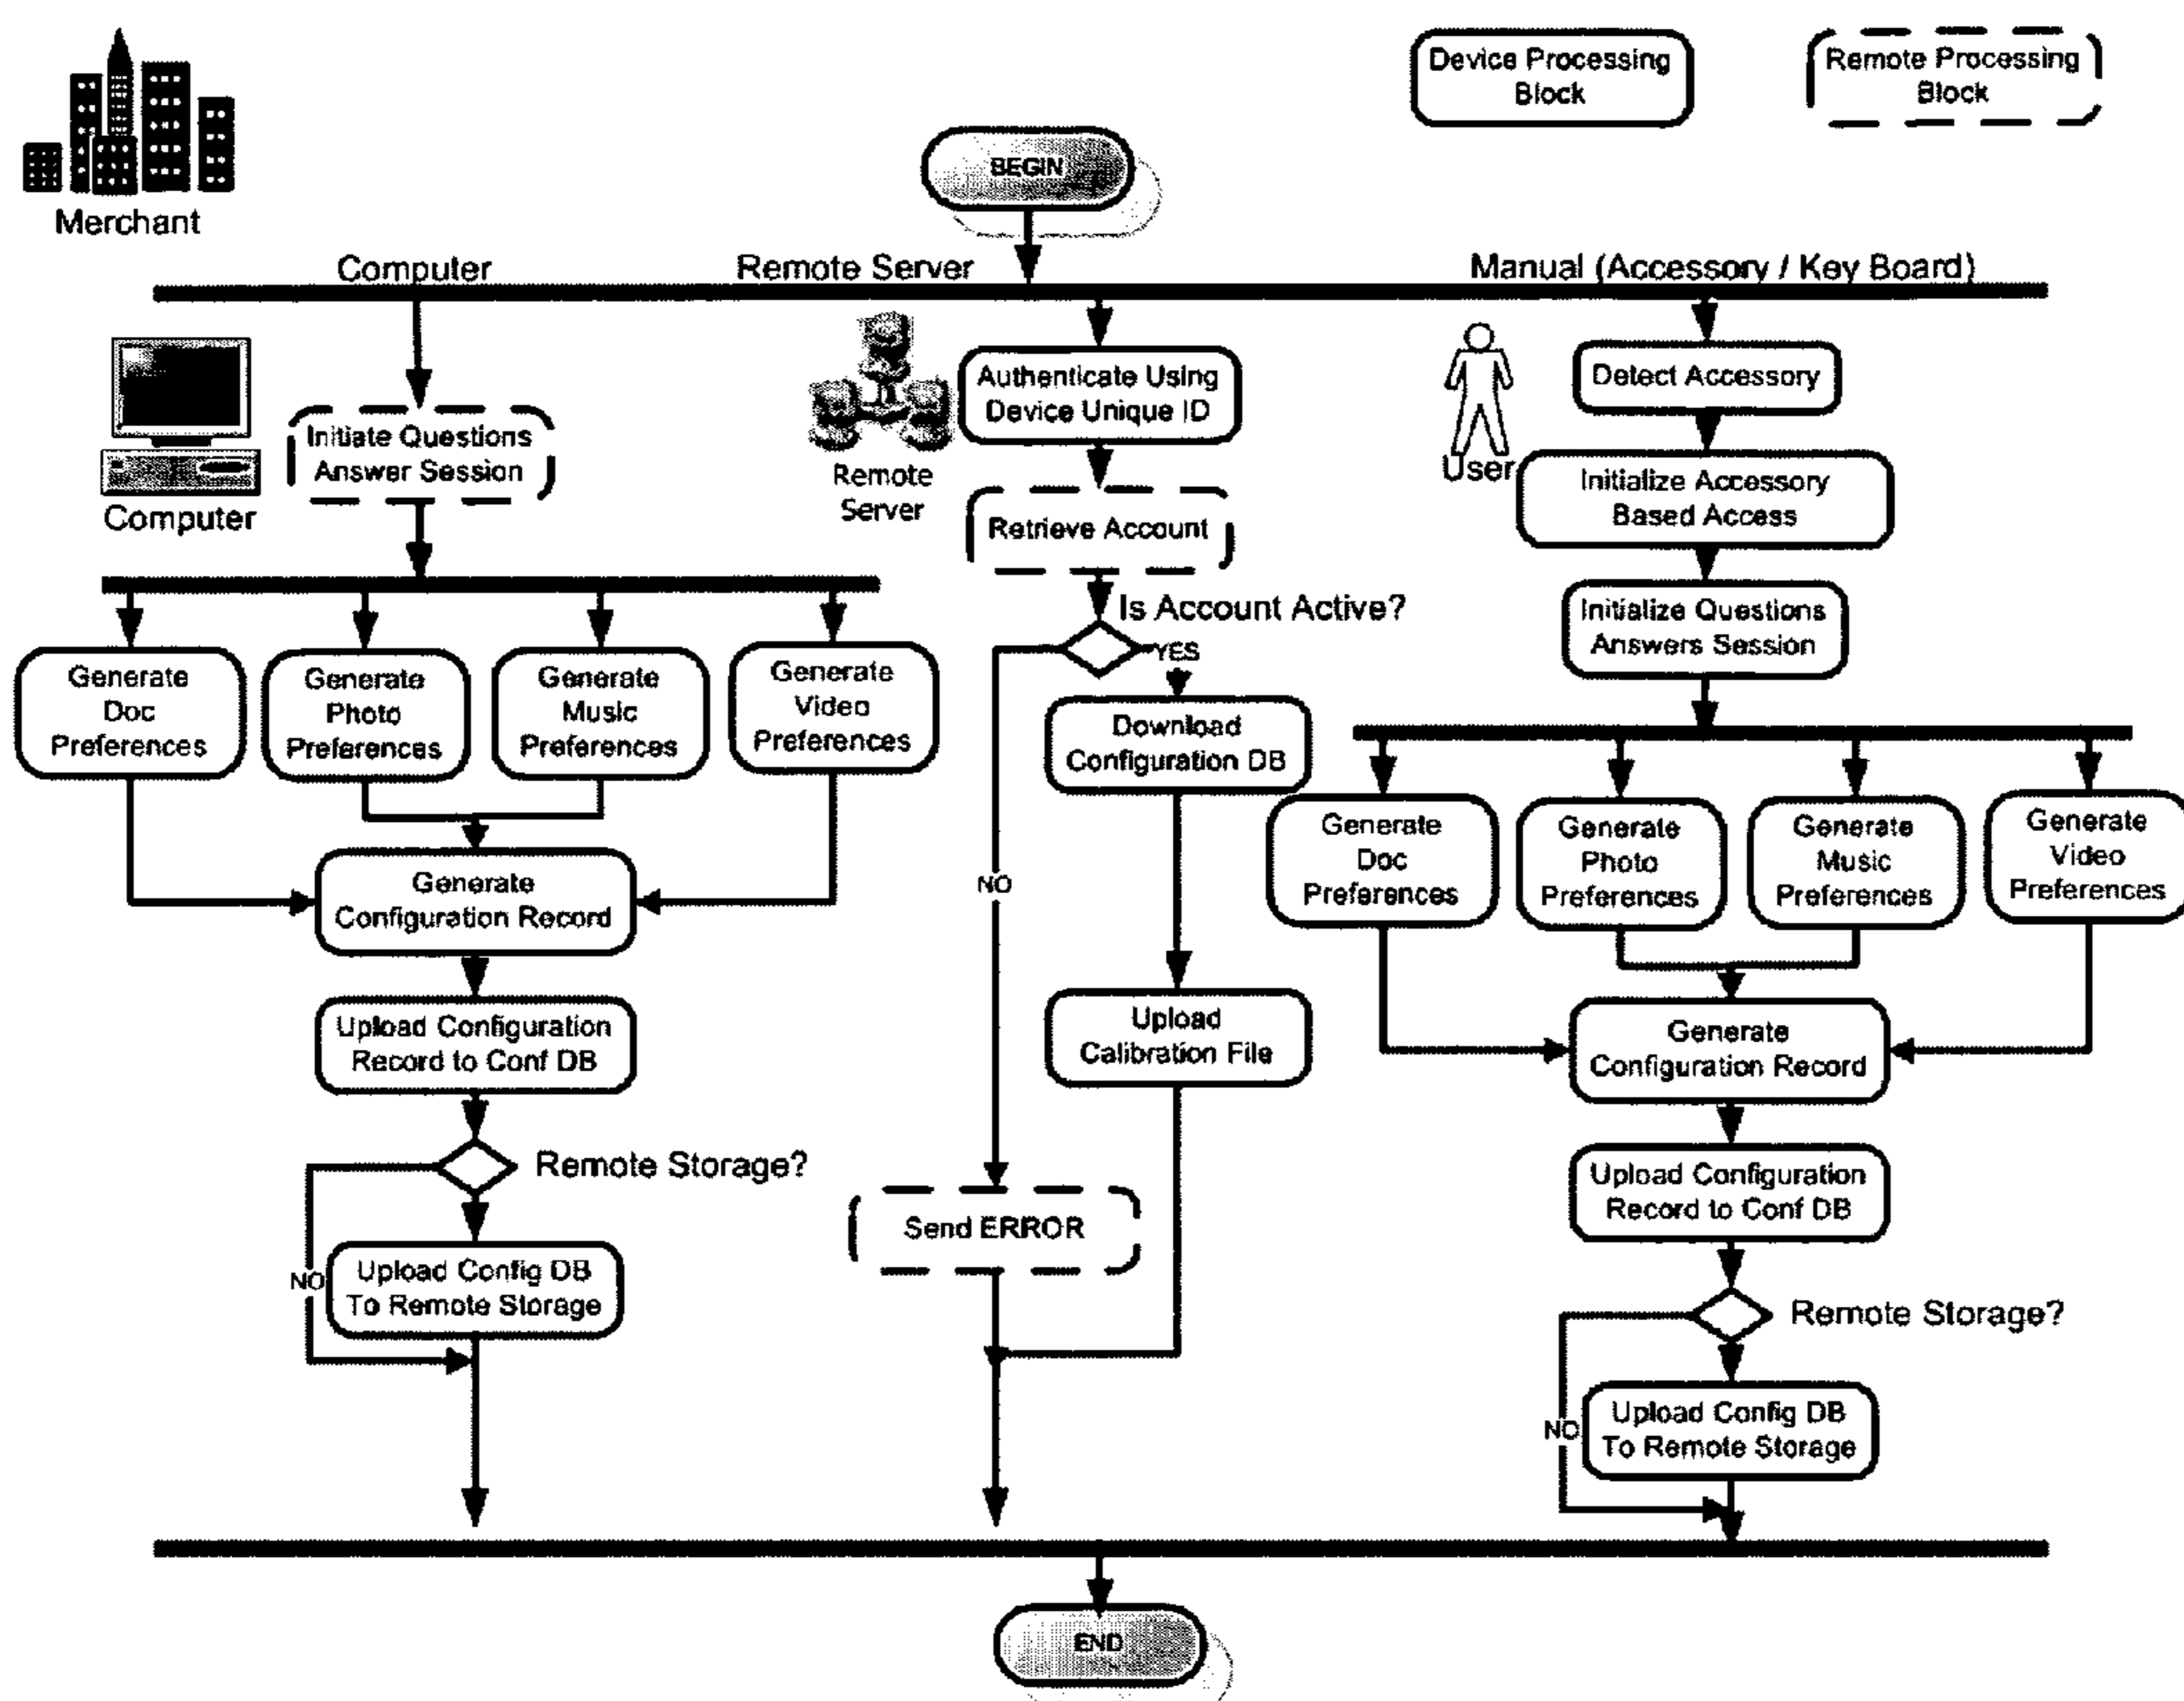 Device Processing
Block
Remote Processing
Block
BEGIN
Merchant
Computer
Remote Server
Manual (Accessory / Key Board)
Computer
Initiate Questions
Answer Session
Remote
Server
Authenticate Using
Device Unique ID
Retrieve Account
Is Account Active?
YES
NO
User
Detect Accessory
Initialize Accessory
Based Access
Initialize Questions
Answers Session
Generate
Doc
Preferences
Generate
Photo
Preferences
Generate
Music
Preferences
Generate
Video
Preferences
Generate
Configuration Record
Upload Configuration
Record to Conf DB
Remote Storage?
NO
Upload Config DB
To Remote Storage
Download
Configuration DB
Upload
Calibration File
Send ERROR
Generate
Doc
Preferences
Generate
Photo
Preferences
Generate
Music
Preferences
Generate
Video
Preferences
Generate
Configuration Record
Upload Configuration
Record to Conf DB
Remote Storage?
NO
Upload Config DB
To Remote Storage
END